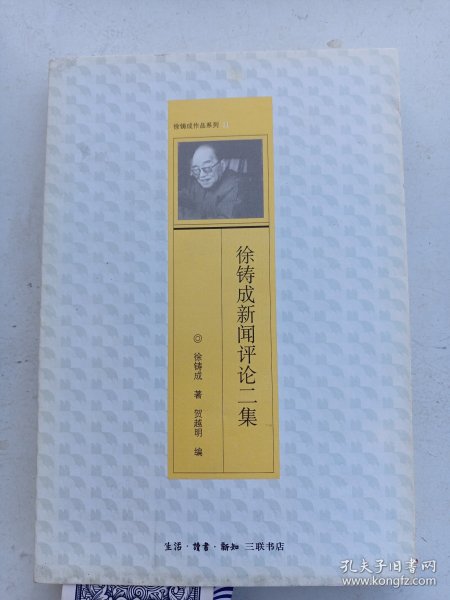 徐铸成作品系列
徐铸成新闻评论二集
◎ 徐铸成 著 贺越明 编
生活·讀書·新知 三联书店
孔夫子旧书网
www.kongfz.com